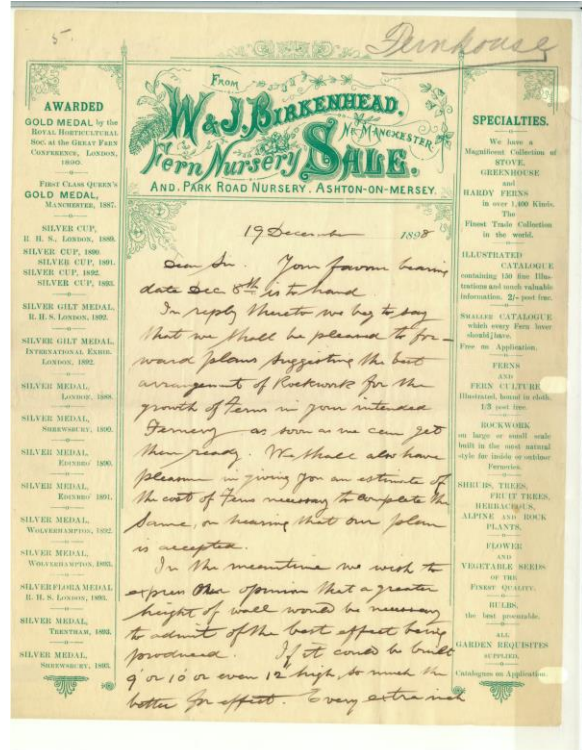 5.
Fernhouse
FROM
W & J. BIRKENHEAD,
NR. MANCHESTER.
Fern Nursery SALE.
AND, PARK ROAD NURSERY, ASHTON-ON-MERSEY.
AWARDED
GOLD MEDAL by the
ROYAL HORTICULTURAL
SOC. at the GREAT FERN
CONFERENCE, LONDON,
1890.
FIRST CLASS QUEEN'S
GOLD MEDAL,
MANCHESTER, 1887.
SILVER CUP,
R. H. S., LONDON, 1889.
SILVER CUP, 1890.
SILVER CUP, 1891.
SILVER CUP, 1892.
SILVER CUP, 1893.
SILVER GILT MEDAL,
R. H. S. LONDON, 1892.
SILVER GILT MEDAL,
INTERNATIONAL EXHIB.
LONDON, 1892.
SILVER MEDAL,
LONDON, 1888.
SILVER MEDAL,
SHREWSBURY, 1890.
SILVER MEDAL,
EDINBRO' 1890.
SILVER MEDAL,
EDINBRO' 1891.
SILVER MEDAL,
WOLVERHAMPTON, 1892.
SILVER MEDAL,
WOLVERHAMPTON, 1893.
SILVER FLORA MEDAL
R. H. S. LONDON, 1893.
SILVER MEDAL,
TRENTHAM, 1893.
SILVER MEDAL,
SHREWSBURY, 1893.
19 December 1898
Dear Sir Your favour bearing
date Dec 8th is to hand.
In reply thereto we beg to say
that we shall be pleased to for-
ward plans suggesting the best
arrangement of Rockwork for the
growth of Ferns in your intended
Fernery as soon as we can get
them ready. We shall also have
pleasure in giving you an estimate of
the cost of Ferns necessary to complete the
same, on hearing that our plan
is accepted.
In the meantime we wish to
express our opinion that a greater
height of wall would be necessary
to admit of the best effect being
produced. If it could be built
9' or 10' or even 12 high, so much the
better for effect. Every extra inch
SPECIALTIES.
We have a
Magnificent Collection of
STOVE,
GREENHOUSE
and
HARDY FERNS
in over 1,400 Kinds.
The
Finest Trade Collection
in the world.
ILLUSTRATED
CATALOGUE
containing 150 fine Illus-
trations and much valuable
information. 2/- post free.
SMALLER CATALOGUE
which every Fern lover
should have.
Free on Application.
FERNS
AND
FERN CULTURE
Illustrated, bound in cloth.
1/3 post free.
ROCKWORK
on large or small scale
built in the most natural
style for inside or outdoor
Ferneries.
SHRUBS, TREES,
FRUIT TREES,
HERBACEOUS,
ALPINE AND ROCK
PLANTS.
FLOWER
AND
VEGETABLE SEEDS
OF THE
FINEST QUALITY.
BULBS,
the best procurable.
ALL
GARDEN REQUISITES
SUPPLIED.
Catalogues on Application.